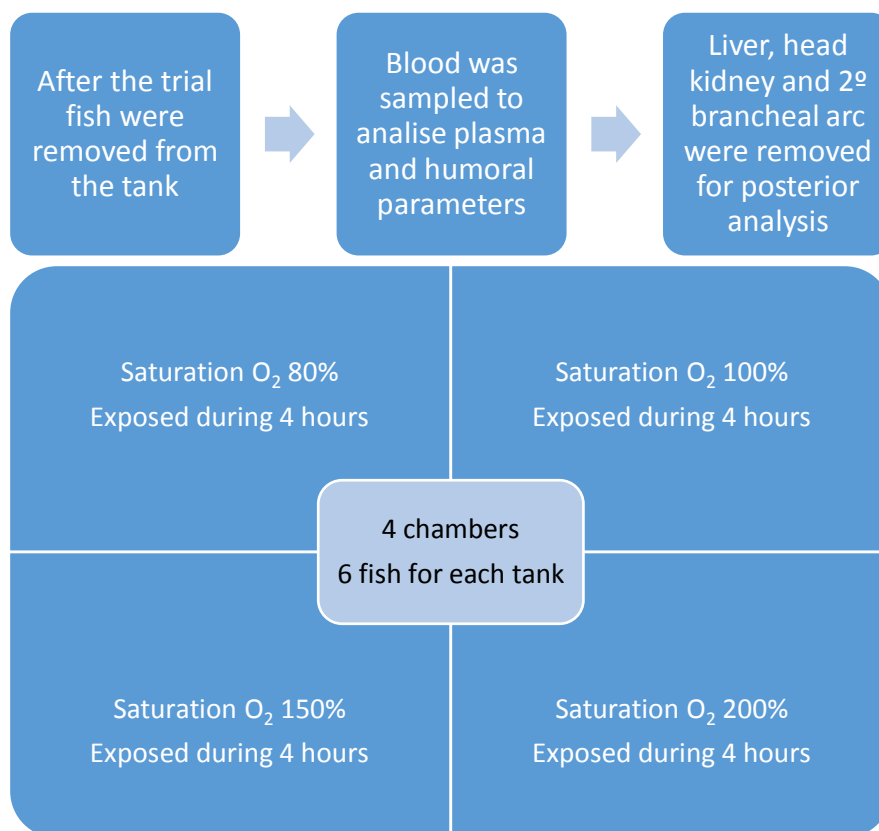 After the trial
fish were
removed from
the tank
Blood was
sampled to
analise plasma
and humoral
parameters
Liver, head
kidney and 2º
brancheal arc
were removed
for posterior
analysis
Saturation O₂ 80%
Exposed during 4 hours
Saturation O₂ 100%
Exposed during 4 hours
4 chambers
6 fish for each tank
Saturation O₂ 150%
Exposed during 4 hours
Saturation O₂ 200%
Exposed during 4 hours